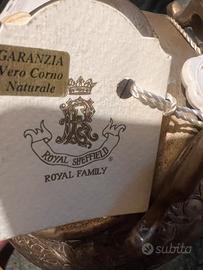 GARANZIA
Vero Corno
Naturale
ROYAL SHEFFIELD
®
ROYAL FAMILY
subito